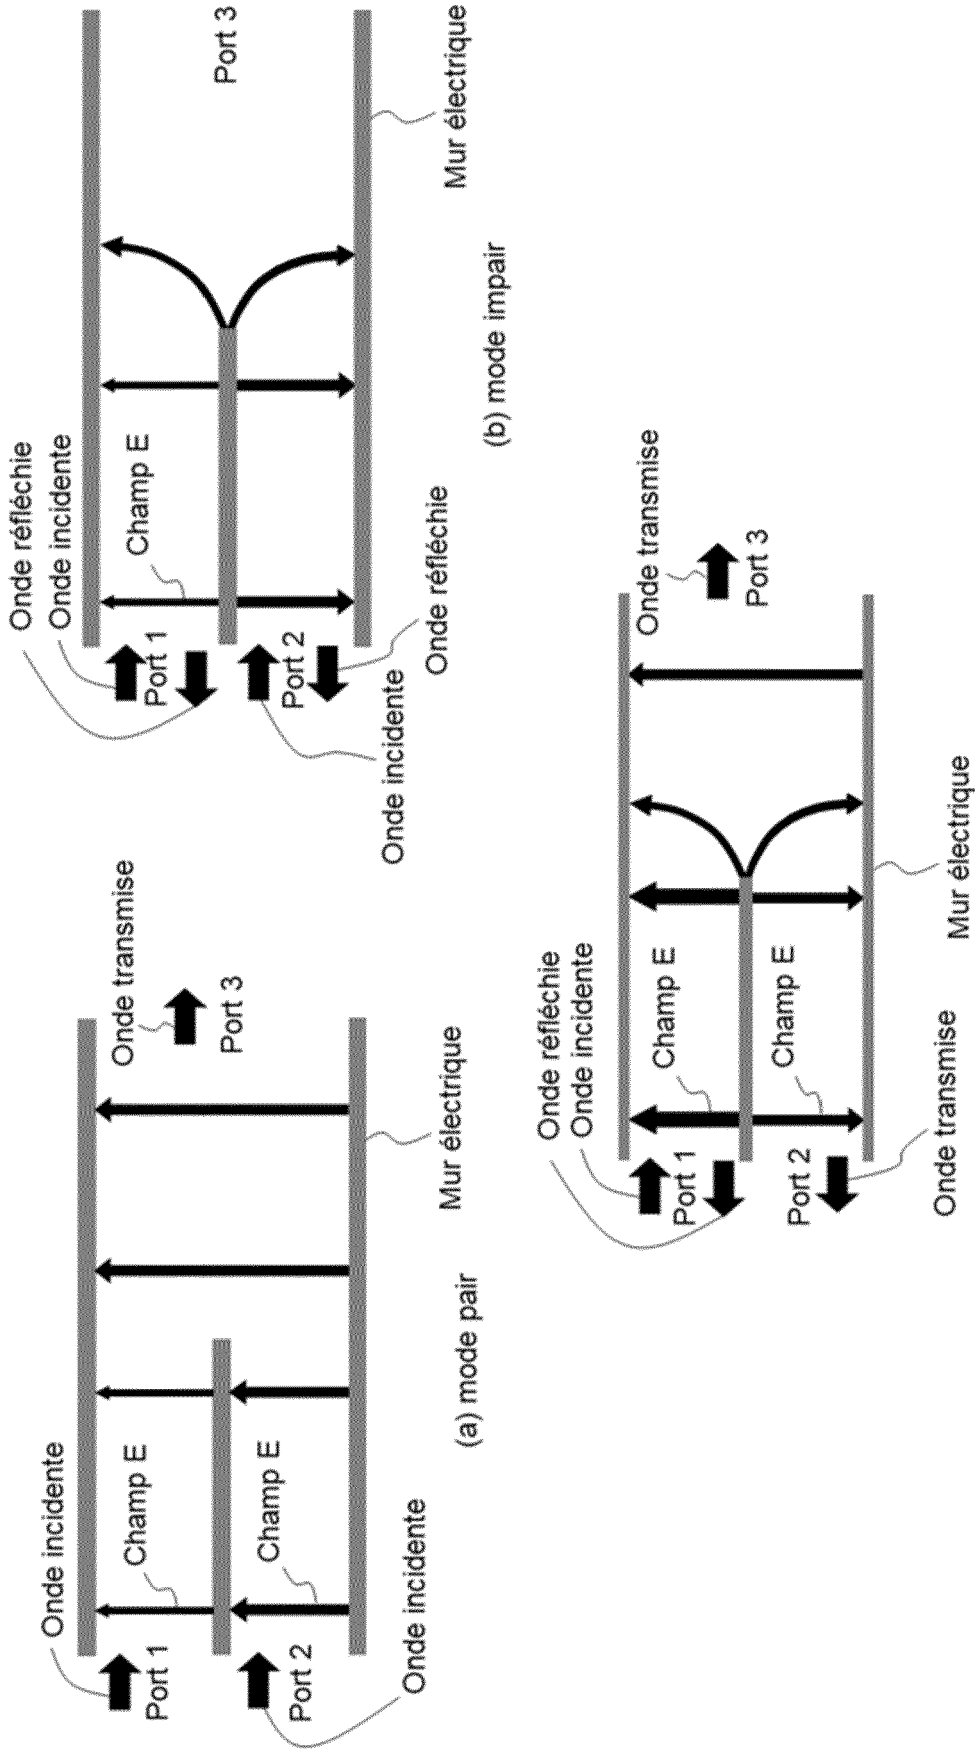 Onde incidente
Port 1
Champ E
Port 2
Champ E
Onde incidente
Onde transmise
Port 3
Mur électrique
(a) mode pair
Onde réfléchie
Onde incidente
Port 1
Champ E
Port 2
Onde incidente
Onde réfléchie
Port 3
Mur électrique
(b) mode impair
Onde réfléchie
Onde incidente
Port 1
Champ E
Port 2
Champ E
Onde transmise
Onde transmise
Port 3
Mur électrique